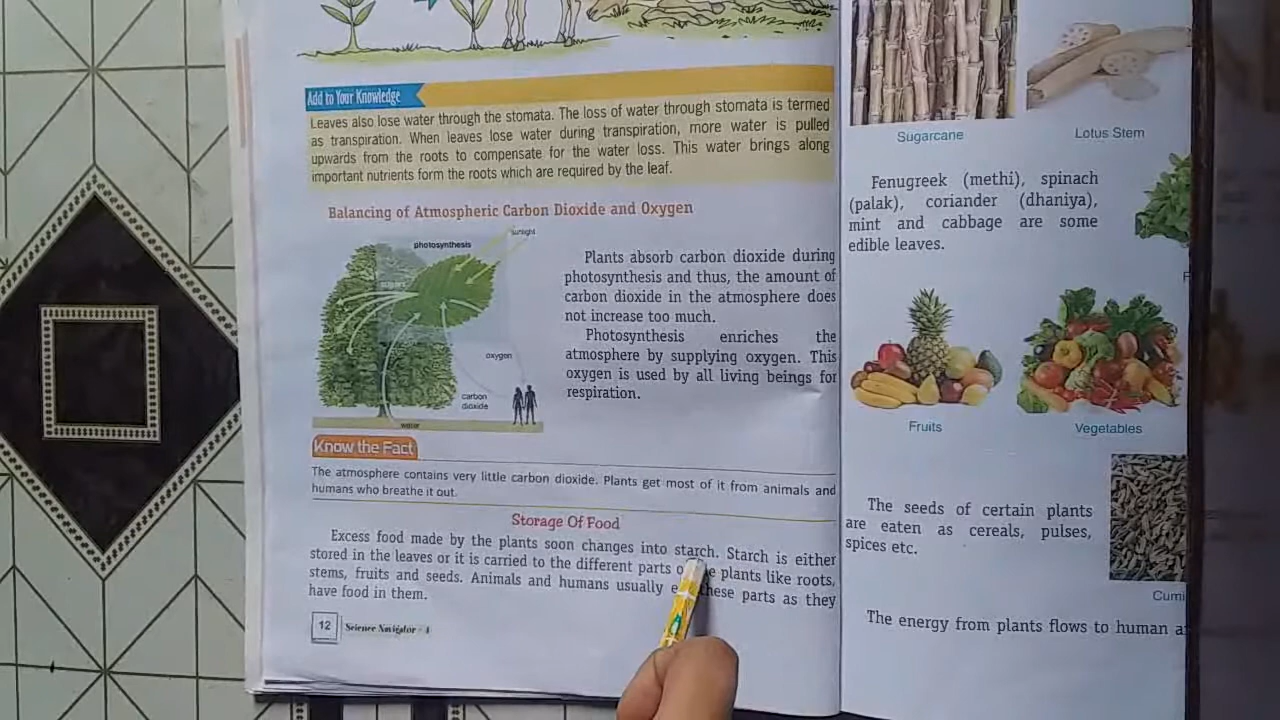 Add to Your Knowledge
Leaves also lose water through the stomata. The loss of water through stomata is termed
as transpiration. When leaves lose water during transpiration, more water is pulled
upwards from the roots to compensate for the water loss. This water brings along
important nutrients form the roots which are required by the leaf.
Balancing of Atmospheric Carbon Dioxide and Oxygen
sunlight
photosynthesis
sugars
oxygen
carbon
dioxide
water
Plants absorb carbon dioxide during
photosynthesis and thus, the amount of
carbon dioxide in the atmosphere does
not increase too much.
Photosynthesis enriches the
atmosphere by supplying oxygen. This
oxygen is used by all living beings for
respiration.
Know the Fact
The atmosphere contains very little carbon dioxide. Plants get most of it from animals and
humans who breathe it out.
Storage Of Food
Excess food made by the plants soon changes into starch. Starch is either
stored in the leaves or it is carried to the different parts plants like roots,
stems, fruits and seeds. Animals and humans usually these parts as they
have food in them.
12 Science Navigator - 4
Sugarcane
Lotus Stem
Fenugreek (methi), spinach
(palak), coriander (dhaniya),
mint and cabbage are some
edible leaves.
Fruits
Vegetables
The seeds of certain plants
are eaten as cereals, pulses,
spices etc.
Cumi
The energy from plants flows to human a